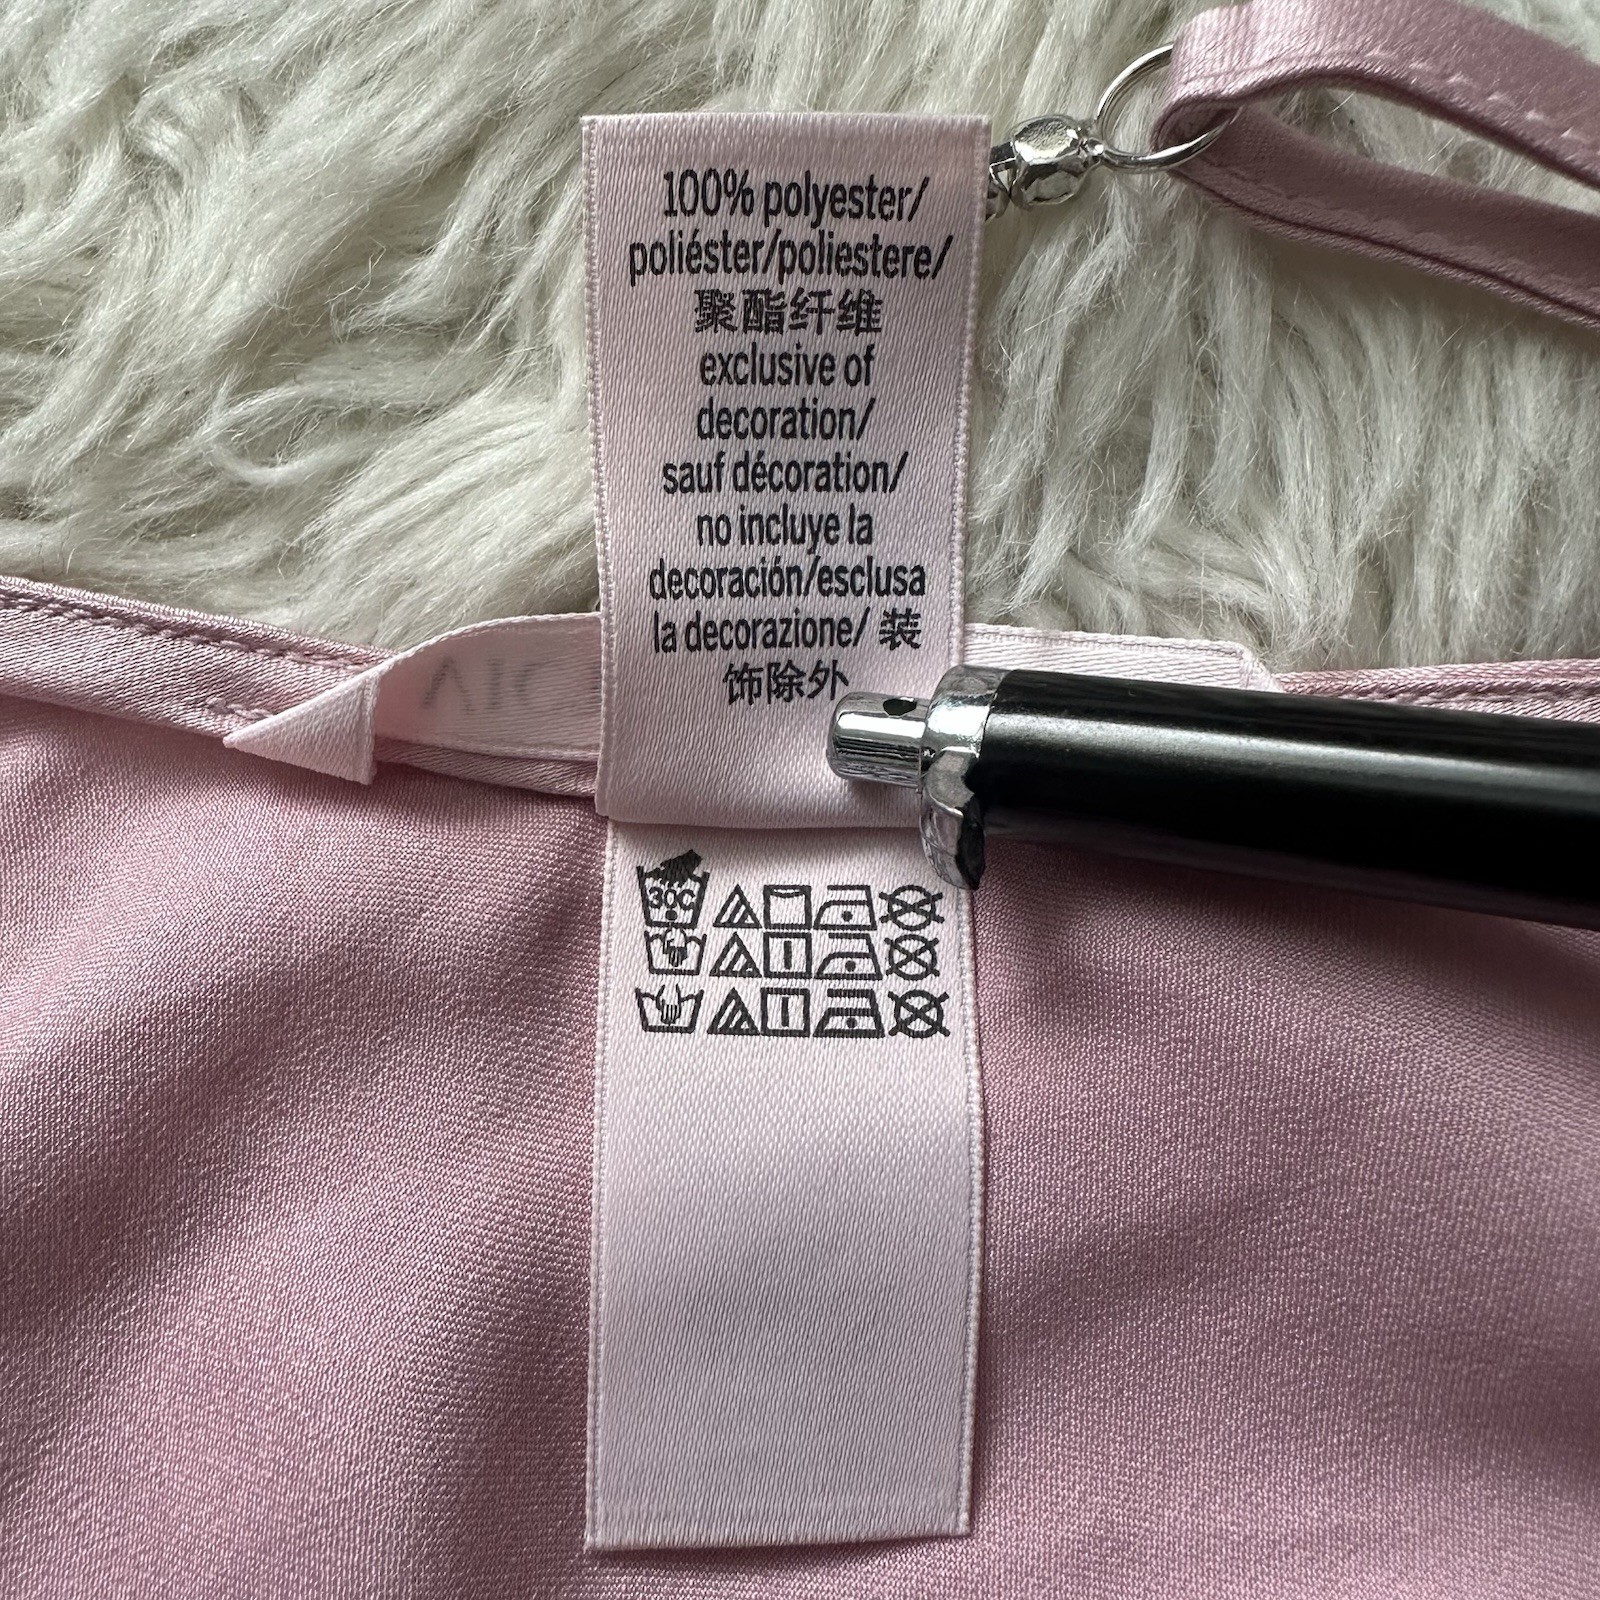 100% polyester/
poliéster/poliestere/
聚酯纤维
exclusive of
decoration/
sauf décoration/
no incluye la
decoración/esclusa
la decorazione/ 装
饰除外
30C